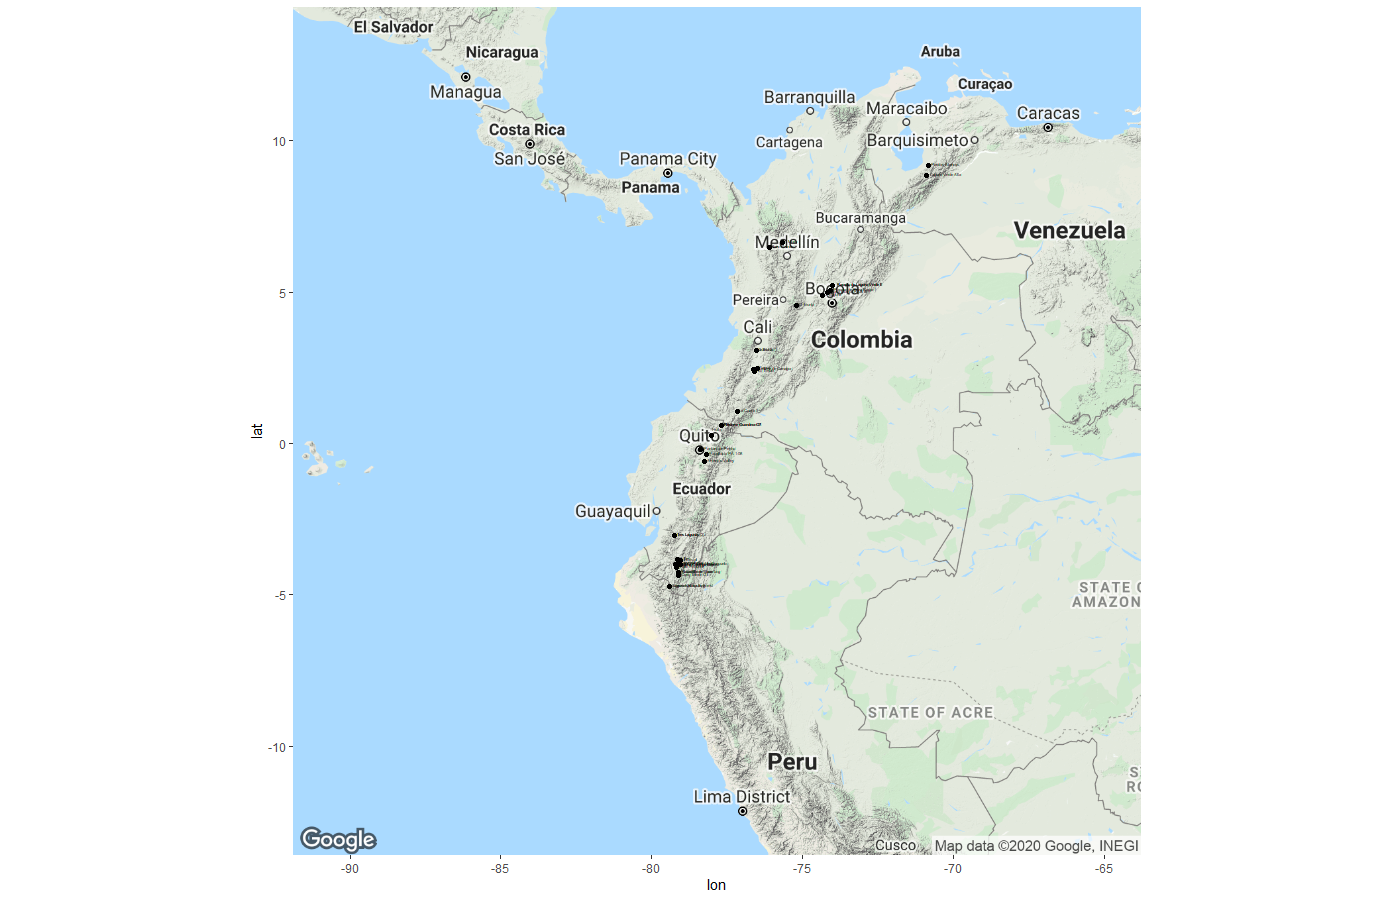 El Salvador
Nicaragua
Managua
Costa Rica
San José
Panama City
Panama
Aruba
Curaçao
Barranquilla
Maracaibo
Caracas
Cartagena
Barquisimeto
Bucaramanga
Venezuela
Medellín
Bogota
Pereira
Cali
Colombia
Quito
Ecuador
Guayaquil
STATE O
AMAZON
STATE OF ACRE
Peru
Lima District
Cusco
Google
Map data ©2020 Google, INEGI
10
5
0
-5
-10
lat
-90
-85
-80
-75
-70
-65
lon